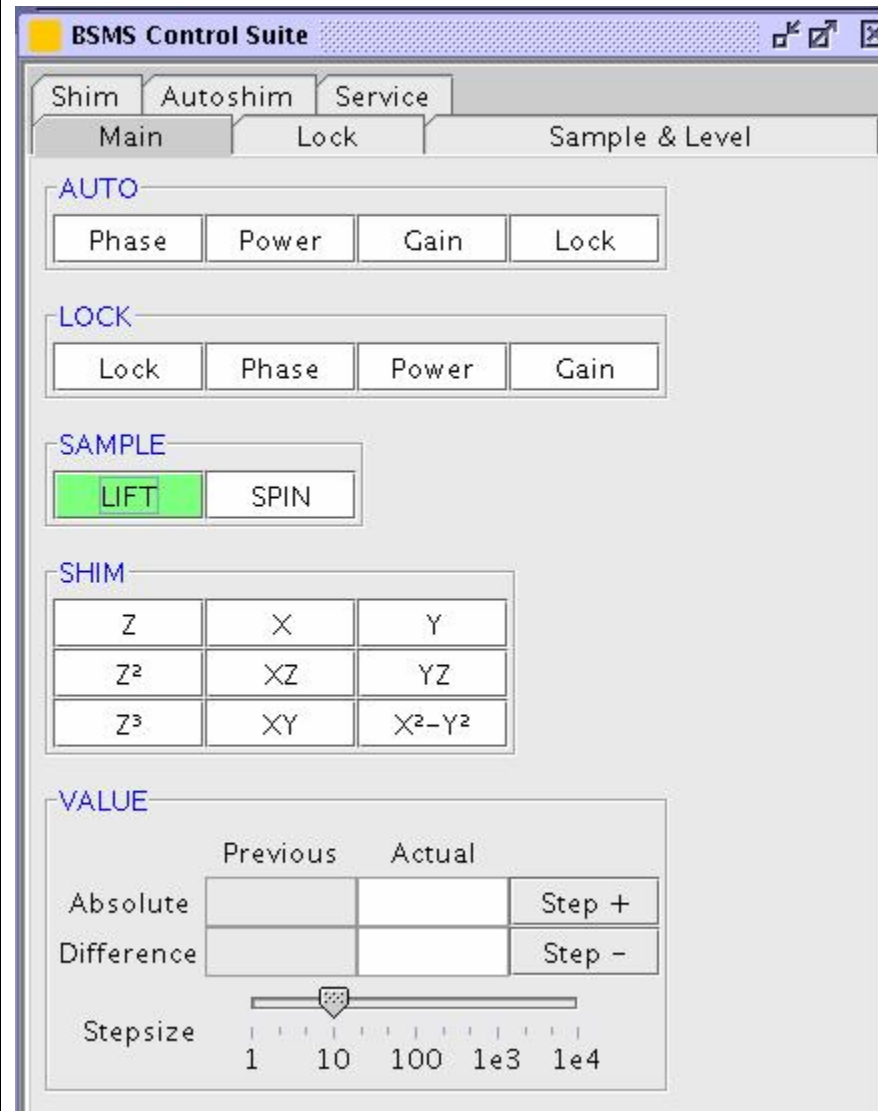 BSMS Control Suite
Shim Autoshim Service
Main Lock Sample & Level
AUTO
Phase Power Gain Lock
LOCK
Lock Phase Power Gain
SAMPLE
LIFT SPIN
SHIM
Z X Y
Z² XZ YZ
Z³ XY X²-Y²
VALUE
Previous Actual
Absolute Step +
Difference Step -
Stepsize
1 10 100 1e3 1e4